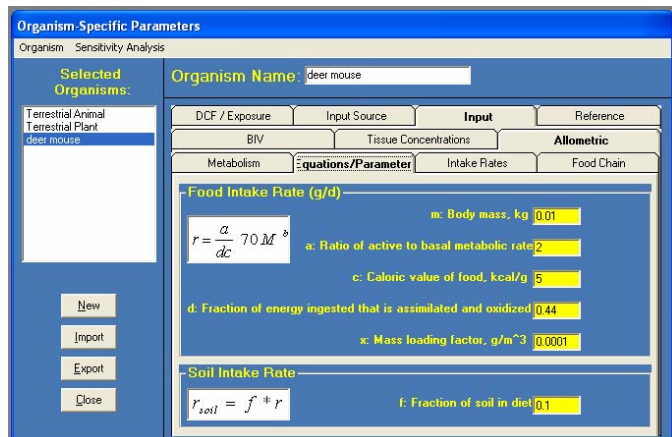 Organism-Specific Parameters
Organism Sensitivity Analysis
Selected Organisms:
Terrestrial Animal
Terrestrial Plant
deer mouse
New
Import
Export
Close
Organism Name: deer mouse
DCF / Exposure Input Source Input Reference
BIV Tissue Concentrations Allometric
Metabolism Equations/Parameter Intake Rates Food Chain
Food Intake Rate (g/d)
r = a/dc 70 M^b
m: Body mass, kg 0.01
a: Ratio of active to basal metabolic rate 2
c: Caloric value of food, kcal/g 5
d: Fraction of energy ingested that is assimilated and oxidized 0.44
x: Mass loading factor, g/m^3 0.0001
Soil Intake Rate
r_soil = f * r
f: Fraction of soil in diet 0.1